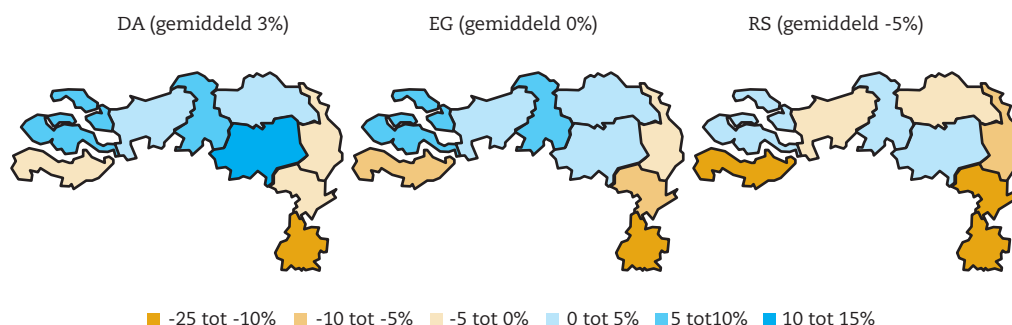 DA (gemiddeld 3%) EG (gemiddeld 0%) RS (gemiddeld -5%)
-25 tot -10% -10 tot -5% -5 tot 0% 0 tot 5% 5 tot10% 10 tot 15%